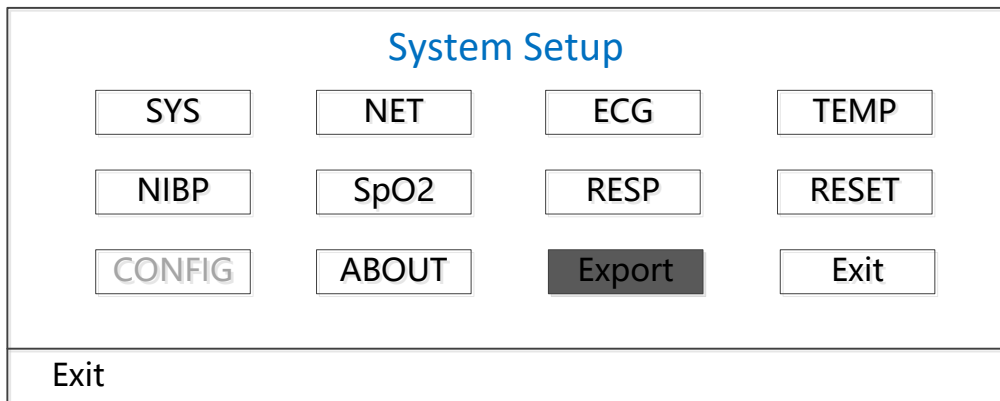 System Setup
SYS NET ECG TEMP
NIBP SpO2 RESP RESET
CONFIG ABOUT Export Exit
Exit